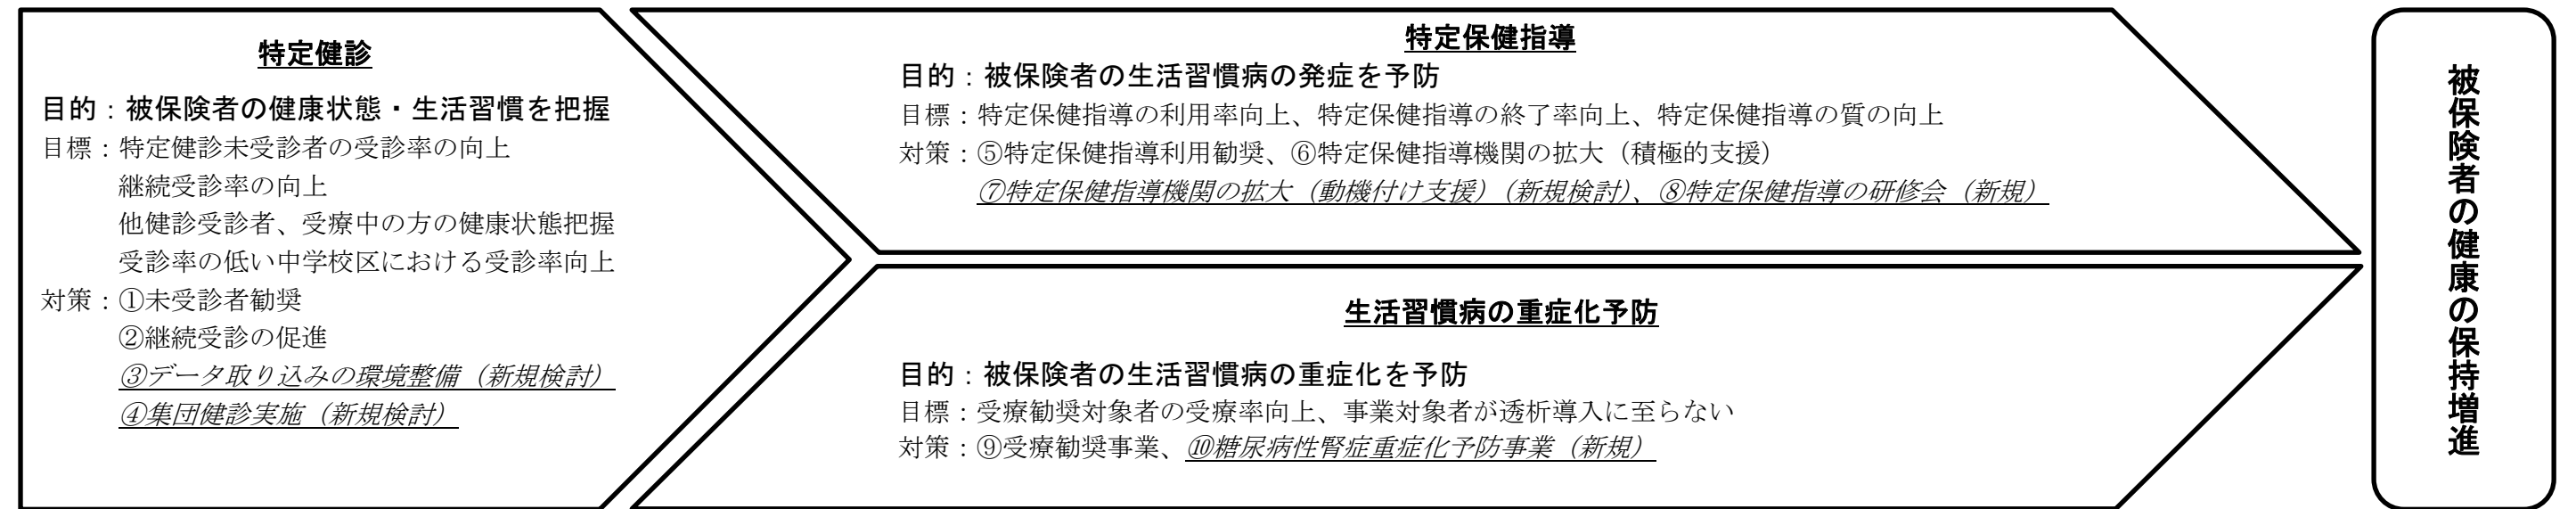 特定健診
目的：被保険者の健康状態・生活習慣を把握
目標：特定健診未受診者の受診率の向上
継続受診率の向上
他健診受診者、受療中の方の健康状態把握
受診率の低い中学校区における受診率向上
対策：①未受診者勧奨
②継続受診の促進
③データ取り込みの環境整備（新規検討）
④集団健診実施（新規検討）
特定保健指導
目的：被保険者の生活習慣病の発症を予防
目標：特定保健指導の利用率向上、特定保健指導の終了率向上、特定保健指導の質の向上
対策：⑤特定保健指導利用勧奨、⑥特定保健指導機関の拡大（積極的支援）
⑦特定保健指導機関の拡大（動機付け支援）（新規検討）、⑧特定保健指導の研修会（新規）
生活習慣病の重症化予防
目的：被保険者の生活習慣病の重症化を予防
目標：受療勧奨対象者の受療率向上、事業対象者が透析導入に至らない
対策：⑨受療勧奨事業、⑩糖尿病性腎症重症化予防事業（新規）
被保険者の健康の保持増進